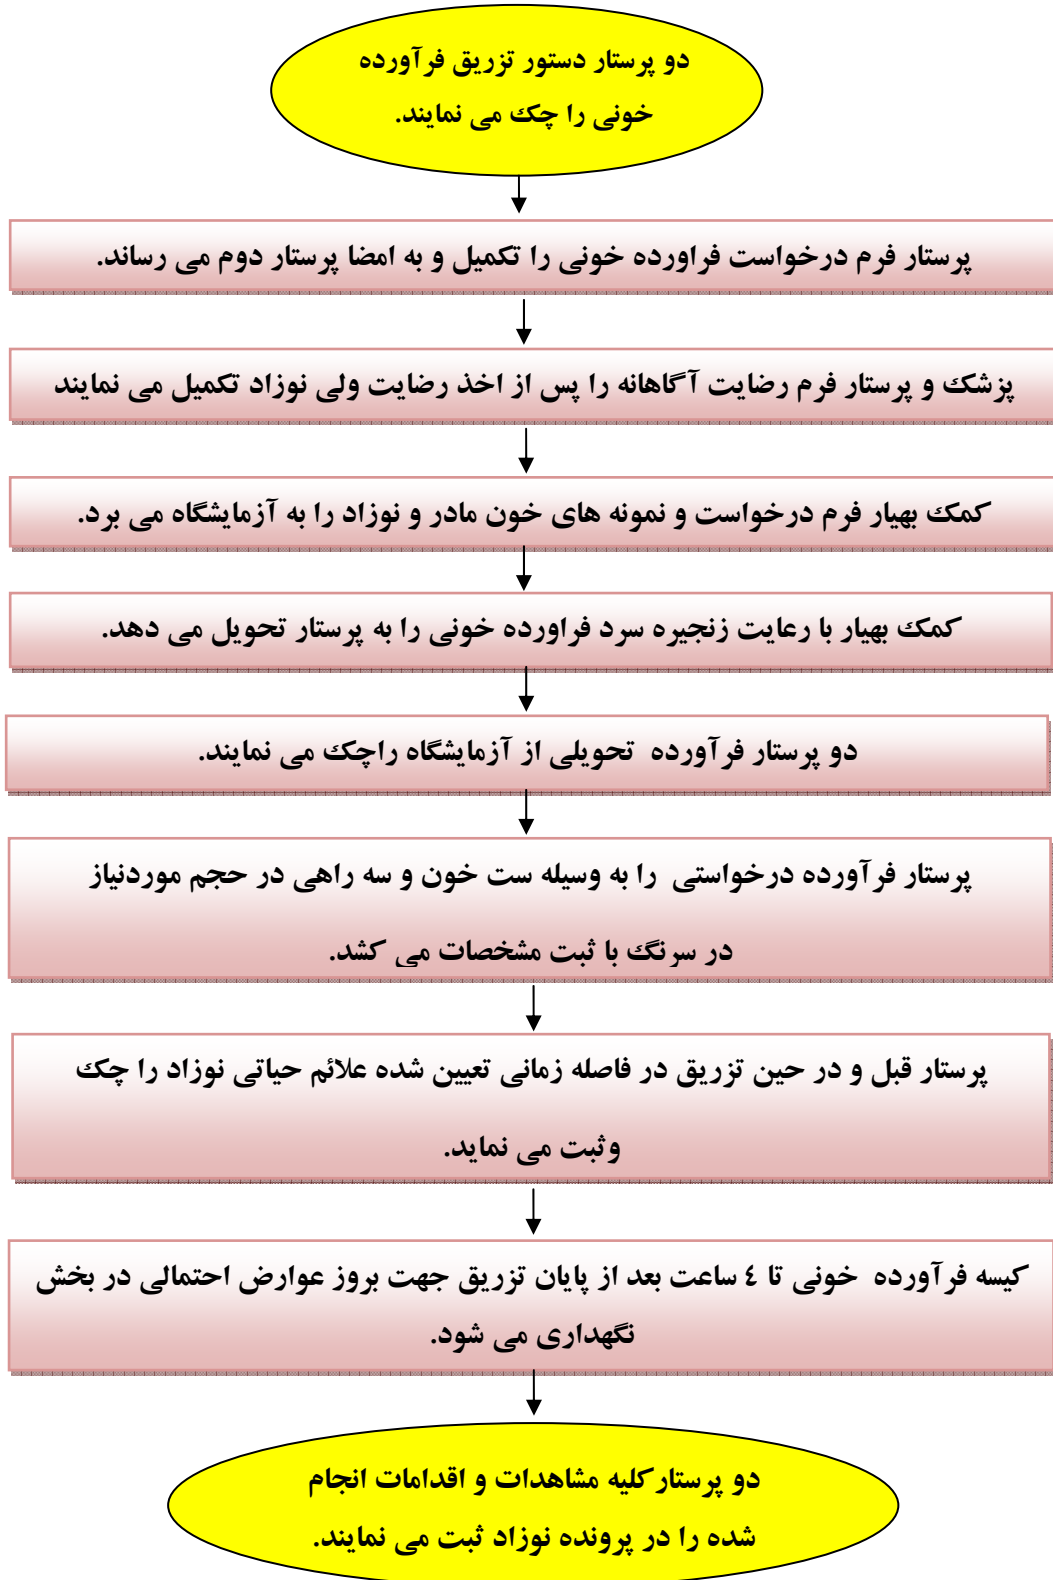 دو پرستار دستور تزریق فرآورده
خونی را چک می نمایند.
پرستار فرم درخواست فراورده خونی را تکمیل و به امضا پرستار دوم می رساند.
پزشک و پرستار فرم رضایت آگاهانه را پس از اخذ رضایت ولی نوزاد تکمیل می نمایند
کمک بهیار فرم درخواست و نمونه های خون مادر و نوزاد را به آزمایشگاه می برد.
کمک بهیار با رعایت زنجیره سرد فراورده خونی را به پرستار تحویل می دهد.
دو پرستار فرآورده تحویلی از آزمایشگاه راچک می نمایند.
پرستار فرآورده درخواستی را به وسیله ست خون و سه راهی در حجم موردنیاز
در سرنگ با ثبت مشخصات می کشد.
پرستار قبل و در حین تزریق در فاصله زمانی تعیین شده علائم حیاتی نوزاد را چک
وثبت می نماید.
کیسه فرآورده خونی تا ٤ ساعت بعد از پایان تزریق جهت بروز عوارض احتمالی در بخش
نگهداری می شود.
دو پرستارکلیه مشاهدات و اقدامات انجام
شده را در پرونده نوزاد ثبت می نمایند.